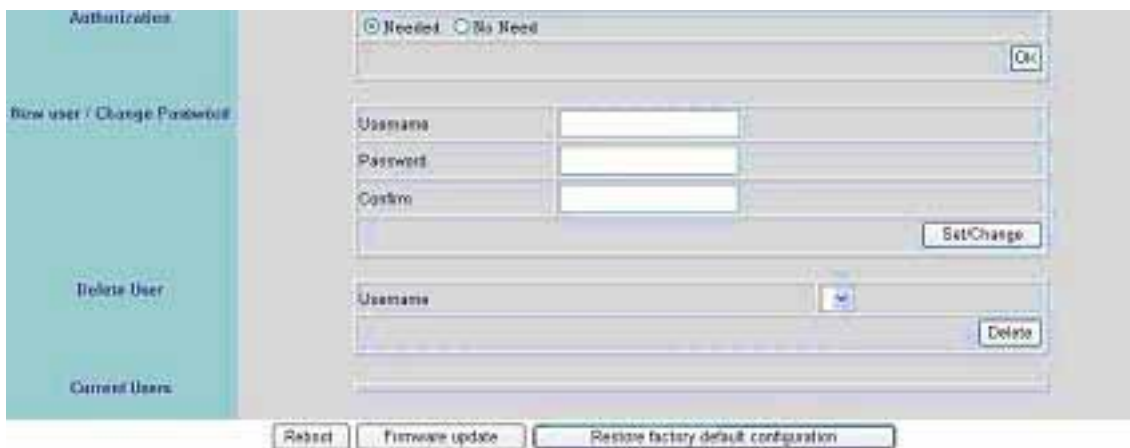 Authorization
Needed No Need
OK
New user / Change Password
Username
Password
Confirm
Set/Change
Delete User
Username
Delete
Current Users
Reboot Firmware update Restore factory default configuration